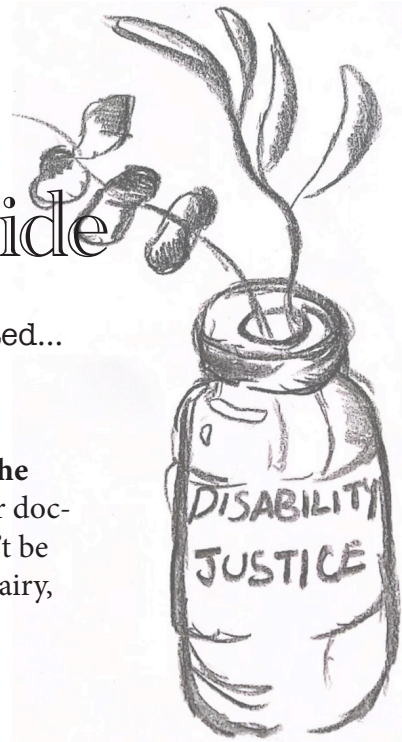 ide
ed...
he
r doc-
't be
airy,
DISABILITY
JUSTICE